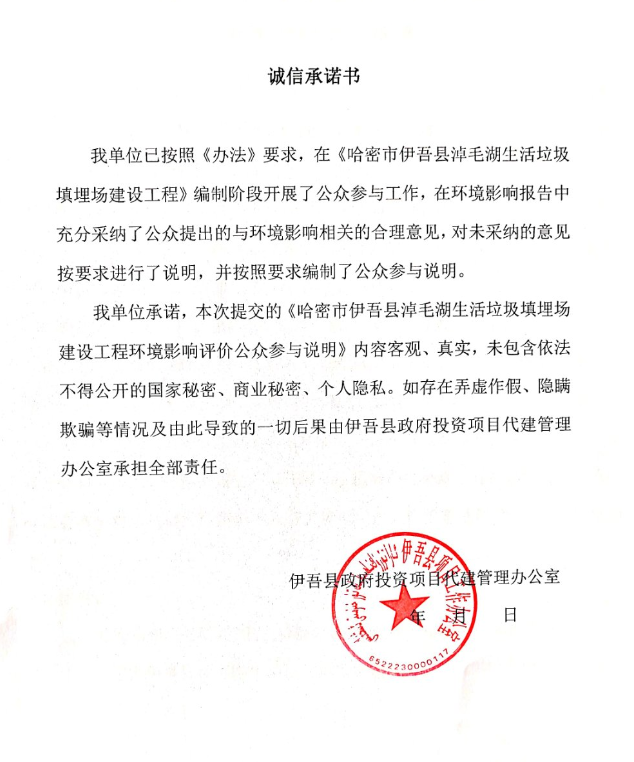 诚信承诺书
我单位已按照《办法》要求，在《哈密市伊吾县淖毛湖生活垃圾
填埋场建设工程》编制阶段开展了公众参与工作，在环境影响报告中
充分采纳了公众提出的与环境影响相关的合理意见，对未采纳的意见
按要求进行了说明，并按照要求编制了公众参与说明。
我单位承诺，本次提交的《哈密市伊吾县淖毛湖生活垃圾填埋场
建设工程环境影响评价公众参与说明》内容客观、真实，未包含依法
不得公开的国家秘密、商业秘密、个人隐私。如存在弄虚作假、隐瞒
欺骗等情况及由此导致的一切后果由伊吾县政府投资项目代建管理
办公室承担全部责任。
伊吾县政府投资项目代建管理办公室
年 月 日
伊吾县项目工作办公室
6522230000117